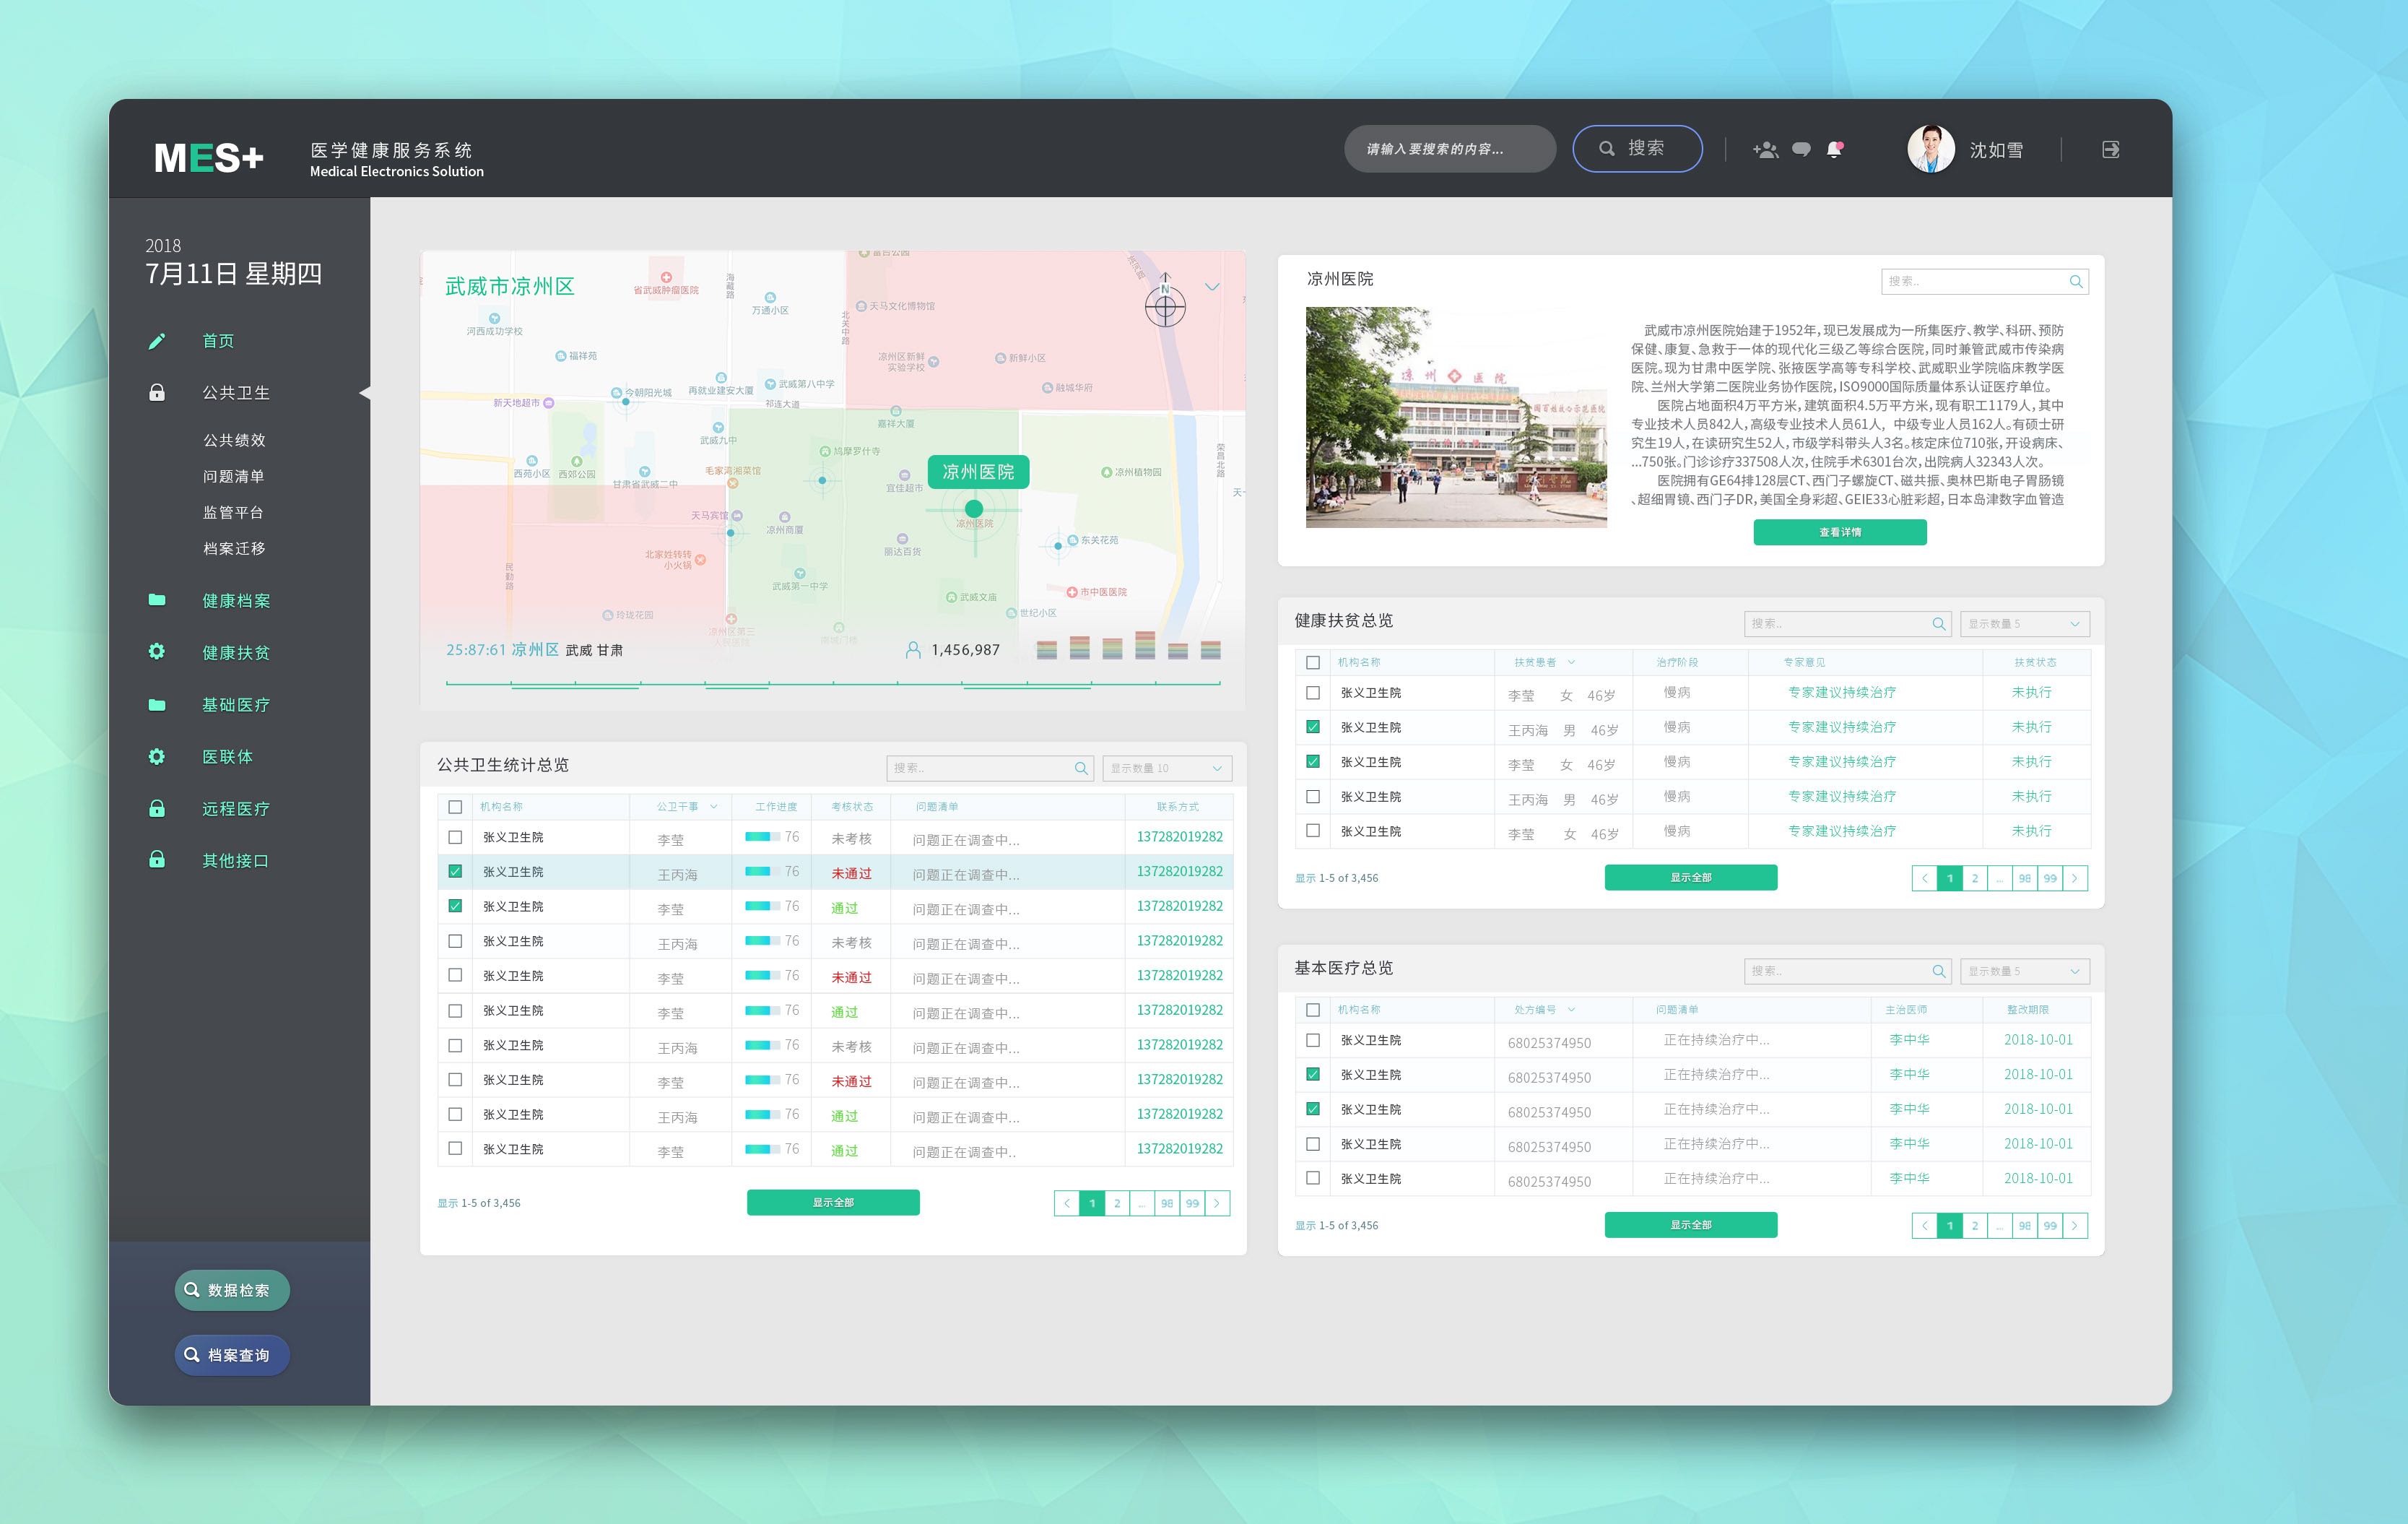 MES+
医学健康服务系统
Medical Electronics Solution
请输入要搜索的内容...
搜索
沈如雪
2018
7月11日 星期四
首页
公共卫生
公共绩效
问题清单
监管平台
档案迁移
健康档案
健康扶贫
基础医疗
医联体
远程医疗
其他接口
数据检索
档案查询
武威市凉州区
N
省武威肿瘤医院
海藏路
万通小区
河西成功学校
北关中路
天马文化博物馆
福祥苑
凉州区新鲜
实验学校
新鲜小区
融城华府
今朝阳光城
再就业建安大厦
武威第八中学
新天地超市
祁连大道
嘉祥大厦
武威九中
鸠摩罗什寺
荣昌北路
西苑小区
西郊公园
甘肃省武威二中
毛家湾湘菜馆
宜佳超市
凉州医院
凉州植物园
天马宾馆
凉州商厦
凉州医院
丽达百货
东关花苑
北家姓转转
小火锅
民勤路
武威第一中学
武威文庙
市中医医院
玲珑花园
世纪小区
凉州区第三
25:87:61 凉州区 武威 甘肃
1,456,987
公共卫生统计总览
搜索..
显示数量 10
机构名称 公卫干事 工作进度 考核状态 问题清单 联系方式
张义卫生院 李莹 76 未考核 问题正在调查中... 137282019282
张义卫生院 王丙海 76 未通过 问题正在调查中... 137282019282
张义卫生院 李莹 76 通过 问题正在调查中... 137282019282
张义卫生院 王丙海 76 未考核 问题正在调查中... 137282019282
张义卫生院 李莹 76 未通过 问题正在调查中... 137282019282
张义卫生院 李莹 76 通过 问题正在调查中... 137282019282
张义卫生院 王丙海 76 未考核 问题正在调查中... 137282019282
张义卫生院 李莹 76 未通过 问题正在调查中... 137282019282
张义卫生院 王丙海 76 通过 问题正在调查中... 137282019282
张义卫生院 李莹 76 通过 问题正在调查中.. 137282019282
显示 1-5 of 3,456
显示全部
< 1 2 ... 98 99 >
凉州医院
搜索..
凉州医院
武威市凉州医院始建于1952年,现已发展成为一所集医疗、教学、科研、预防
保健、康复、急救于一体的现代化三级乙等综合医院,同时兼管武威市传染病
医院。现为甘肃中医学院、张掖医学高等专科学校、武威职业学院临床教学医
院、兰州大学第二医院业务协作医院,ISO9000国际质量体系认证医疗单位。
医院占地面积4万平方米,建筑面积4.5万平方米,现有职工1179人,其中
专业技术人员842人,高级专业技术人员61人, 中级专业人员162人。有硕士研
究生19人,在读研究生52人,市级学科带头人3名。核定床位710张,开设病床、
...750张。门诊诊疗337508人次,住院手术6301台次,出院病人32343人次。
医院拥有GE64排128层CT、西门子螺旋CT、磁共振、奥林巴斯电子胃肠镜
、超细胃镜、西门子DR,美国全身彩超、GEIE33心脏彩超,日本岛津数字血管造
查看详情
健康扶贫总览
搜索..
显示数量 5
机构名称 扶贫患者 治疗阶段 专家意见 扶贫状态
张义卫生院 李莹 女 46岁 慢病 专家建议持续治疗 未执行
张义卫生院 王丙海 男 46岁 慢病 专家建议持续治疗 未执行
张义卫生院 李莹 女 46岁 慢病 专家建议持续治疗 未执行
张义卫生院 王丙海 男 46岁 慢病 专家建议持续治疗 未执行
张义卫生院 李莹 女 46岁 慢病 专家建议持续治疗 未执行
显示 1-5 of 3,456
显示全部
< 1 2 ... 98 99 >
基本医疗总览
搜索..
显示数量 5
机构名称 处方编号 问题清单 主治医师 整改期限
张义卫生院 68025374950 正在持续治疗中... 李中华 2018-10-01
张义卫生院 68025374950 正在持续治疗中... 李中华 2018-10-01
张义卫生院 68025374950 正在持续治疗中... 李中华 2018-10-01
张义卫生院 68025374950 正在持续治疗中... 李中华 2018-10-01
张义卫生院 68025374950 正在持续治疗中... 李中华 2018-10-01
显示 1-5 of 3,456
显示全部
< 1 2 ... 98 99 >